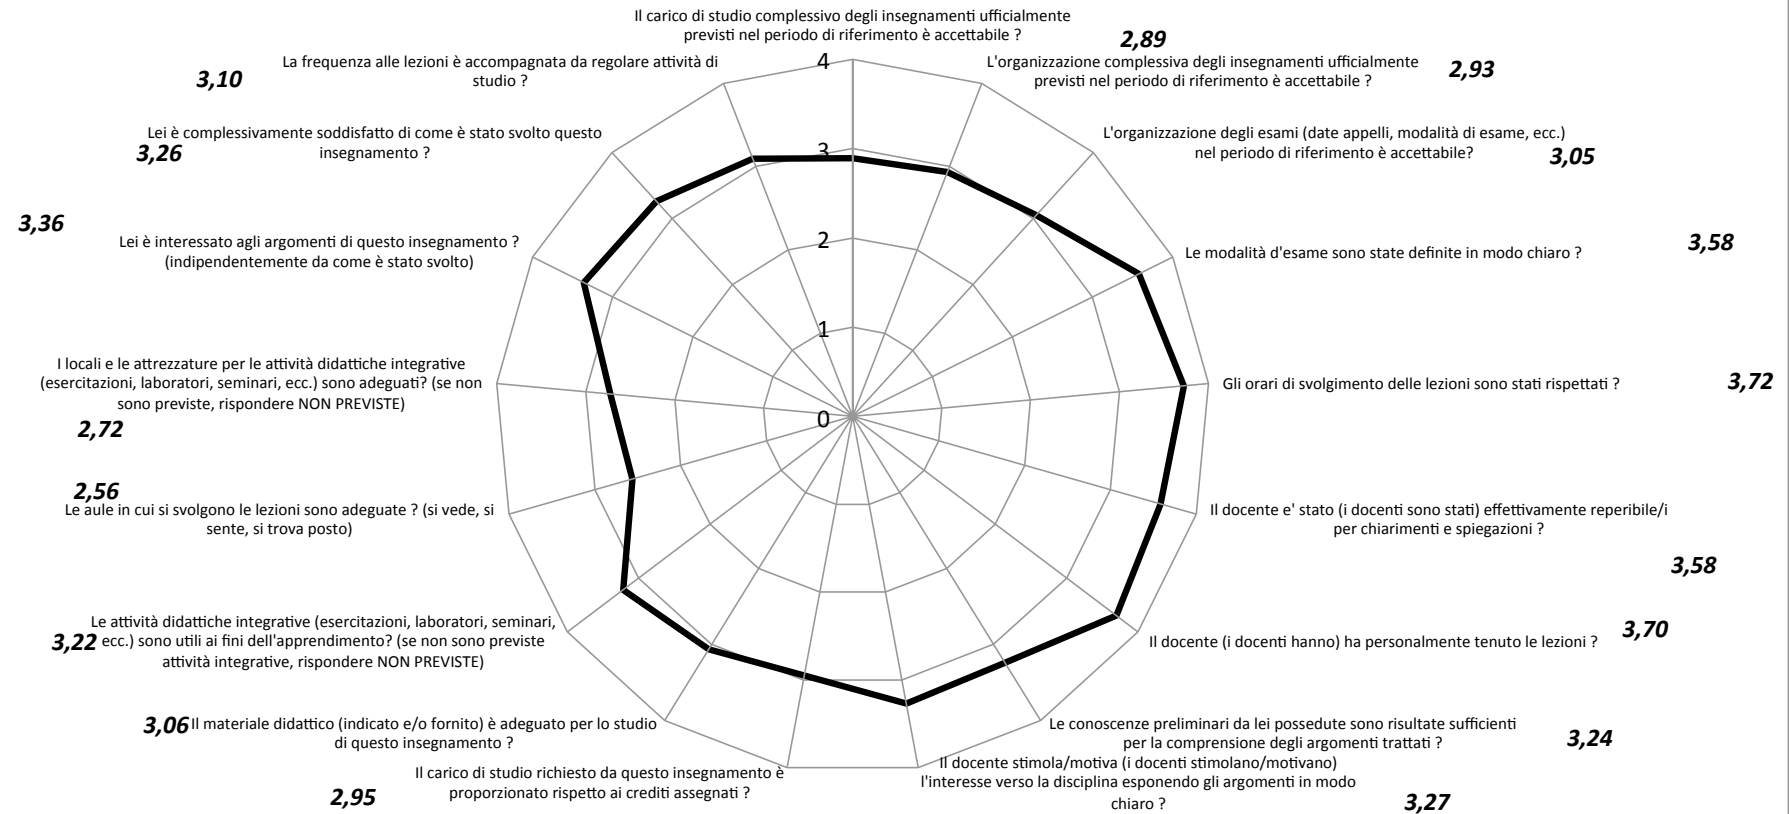 Il carico di studio complessivo degli insegnamenti ufficialmente
previsti nel periodo di riferimento è accettabile ?
2,89
L'organizzazione complessiva degli insegnamenti ufficialmente
previsti nel periodo di riferimento è accettabile ?
2,93
L'organizzazione degli esami (date appelli, modalità di esame, ecc.)
nel periodo di riferimento è accettabile?
3,05
Le modalità d'esame sono state definite in modo chiaro ?
3,58
Gli orari di svolgimento delle lezioni sono stati rispettati ?
3,72
Il docente e' stato (i docenti sono stati) effettivamente reperibile/i
per chiarimenti e spiegazioni ?
3,58
Il docente (i docenti hanno) ha personalmente tenuto le lezioni ?
3,70
Le conoscenze preliminari da lei possedute sono risultate sufficienti
per la comprensione degli argomenti trattati ?
3,24
Il docente stimola/motiva (i docenti stimolano/motivano)
l'interesse verso la disciplina esponendo gli argomenti in modo
chiaro ?
3,27
Il carico di studio richiesto da questo insegnamento è
proporzionato rispetto ai crediti assegnati ?
2,95
Il materiale didattico (indicato e/o fornito) è adeguato per lo studio
di questo insegnamento ?
3,06
Le attività didattiche integrative (esercitazioni, laboratori, seminari,
ecc.) sono utili ai fini dell'apprendimento? (se non sono previste
attività integrative, rispondere NON PREVISTE)
3,22
Le aule in cui si svolgono le lezioni sono adeguate ? (si vede, si
sente, si trova posto)
2,56
I locali e le attrezzature per le attività didattiche integrative
(esercitazioni, laboratori, seminari, ecc.) sono adeguati? (se non
sono previste, rispondere NON PREVISTE)
2,72
Lei è interessato agli argomenti di questo insegnamento ?
(indipendentemente da come è stato svolto)
3,36
Lei è complessivamente soddisfatto di come è stato svolto questo
insegnamento ?
3,26
La frequenza alle lezioni è accompagnata da regolare attività di
studio ?
3,10
4
3
2
1
0